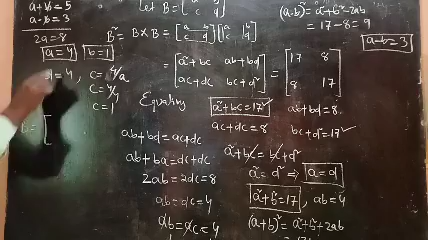 a+b=5
a-b=3
2a=8
a=4 b=1
Let B = [a b
c d]
B² = B×B = [a b
c d] [a b
c d]
= [a²+bc ab+bd
ac+dc bc+d²] = [17 8
8 17]
(a-b)² = a²+b²-2ab
= 17-8=9
a-b=3
c = 4/a
c = 4/4
c = 1
Equating
a²+bc=17 ab+bd=8
ac+dc=8 bc+d²=17
ab+bd=ac+dc
ab+ba=dc+dc
2ab=2dc=8
ab=dc=4
ab=ac=4
a²+bc=bc+d²
a²=d² ⇒ a=d
a²+b²=17, ab=4
(a+b)²=a²+b²+2ab